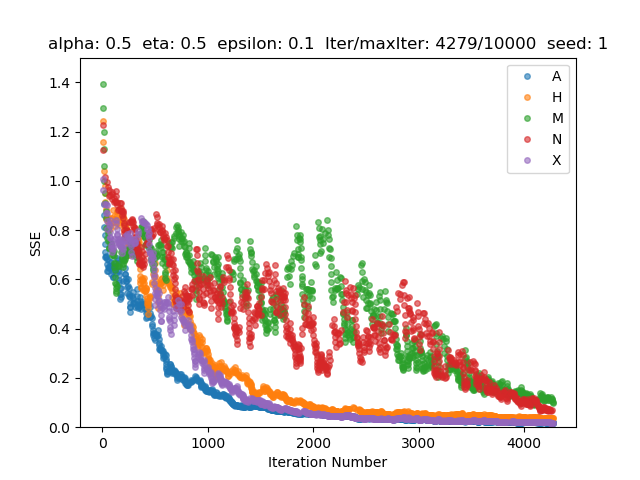 alpha: 0.5  eta: 0.5  epsilon: 0.1  Iter/maxIter: 4279/10000  seed: 1
1.4
1.2
1.0
0.8
0.6
0.4
0.2
0.0
SSE
A
H
M
N
X
0
1000
2000
3000
4000
Iteration Number